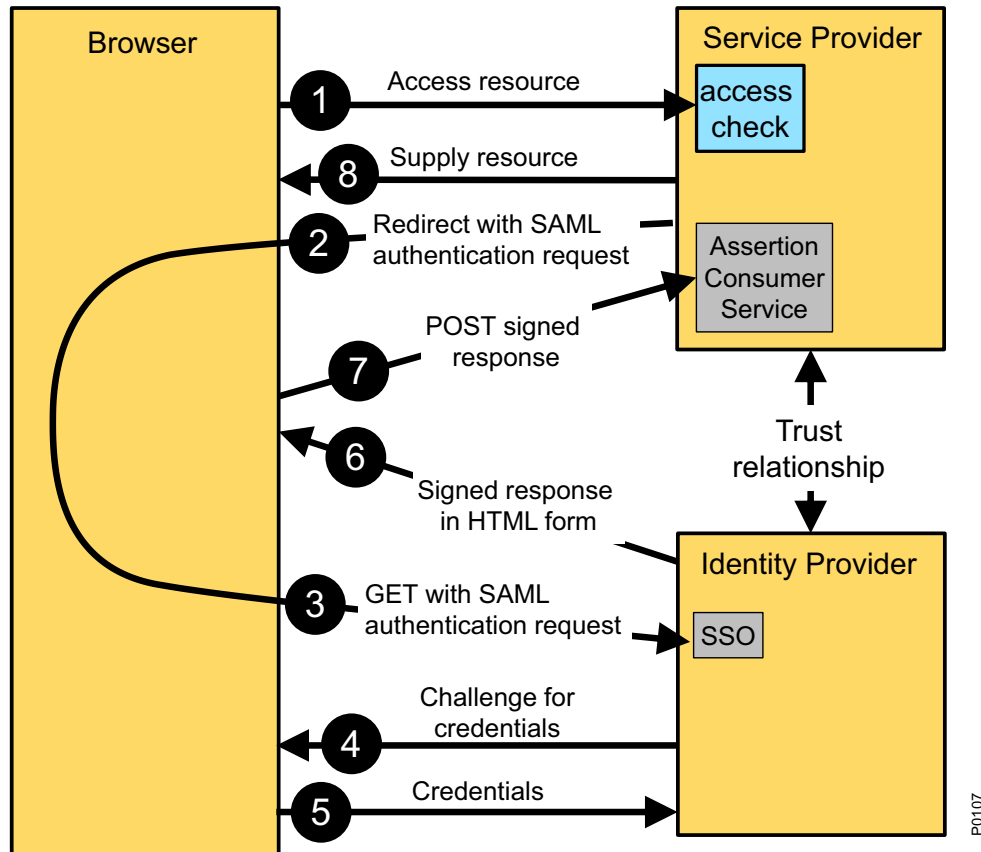 Browser
Service Provider
1
Access resource
access
check
8
Supply resource
2
Redirect with SAML
authentication request
Assertion
Consumer
Service
7
POST signed
response
6
Signed response
in HTML form
Trust
relationship
Identity Provider
3
GET with SAML
authentication request
SSO
4
Challenge for
credentials
5
Credentials
P0107